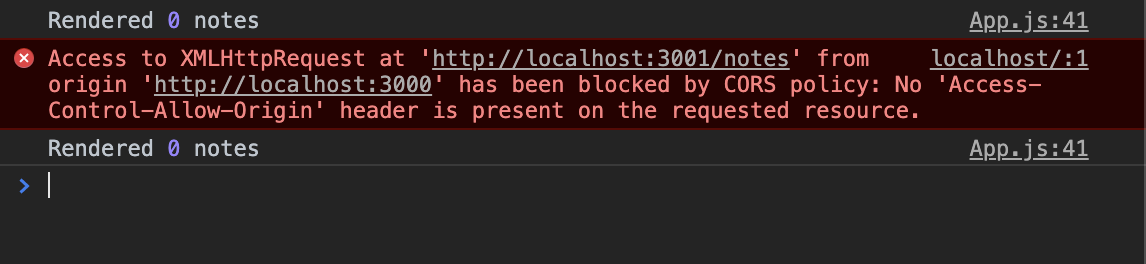 Rendered 0 notes App.js:41
Access to XMLHttpRequest at 'http://localhost:3001/notes' from localhost/:1
origin 'http://localhost:3000' has been blocked by CORS policy: No 'Access-
Control-Allow-Origin' header is present on the requested resource.
Rendered 0 notes App.js:41